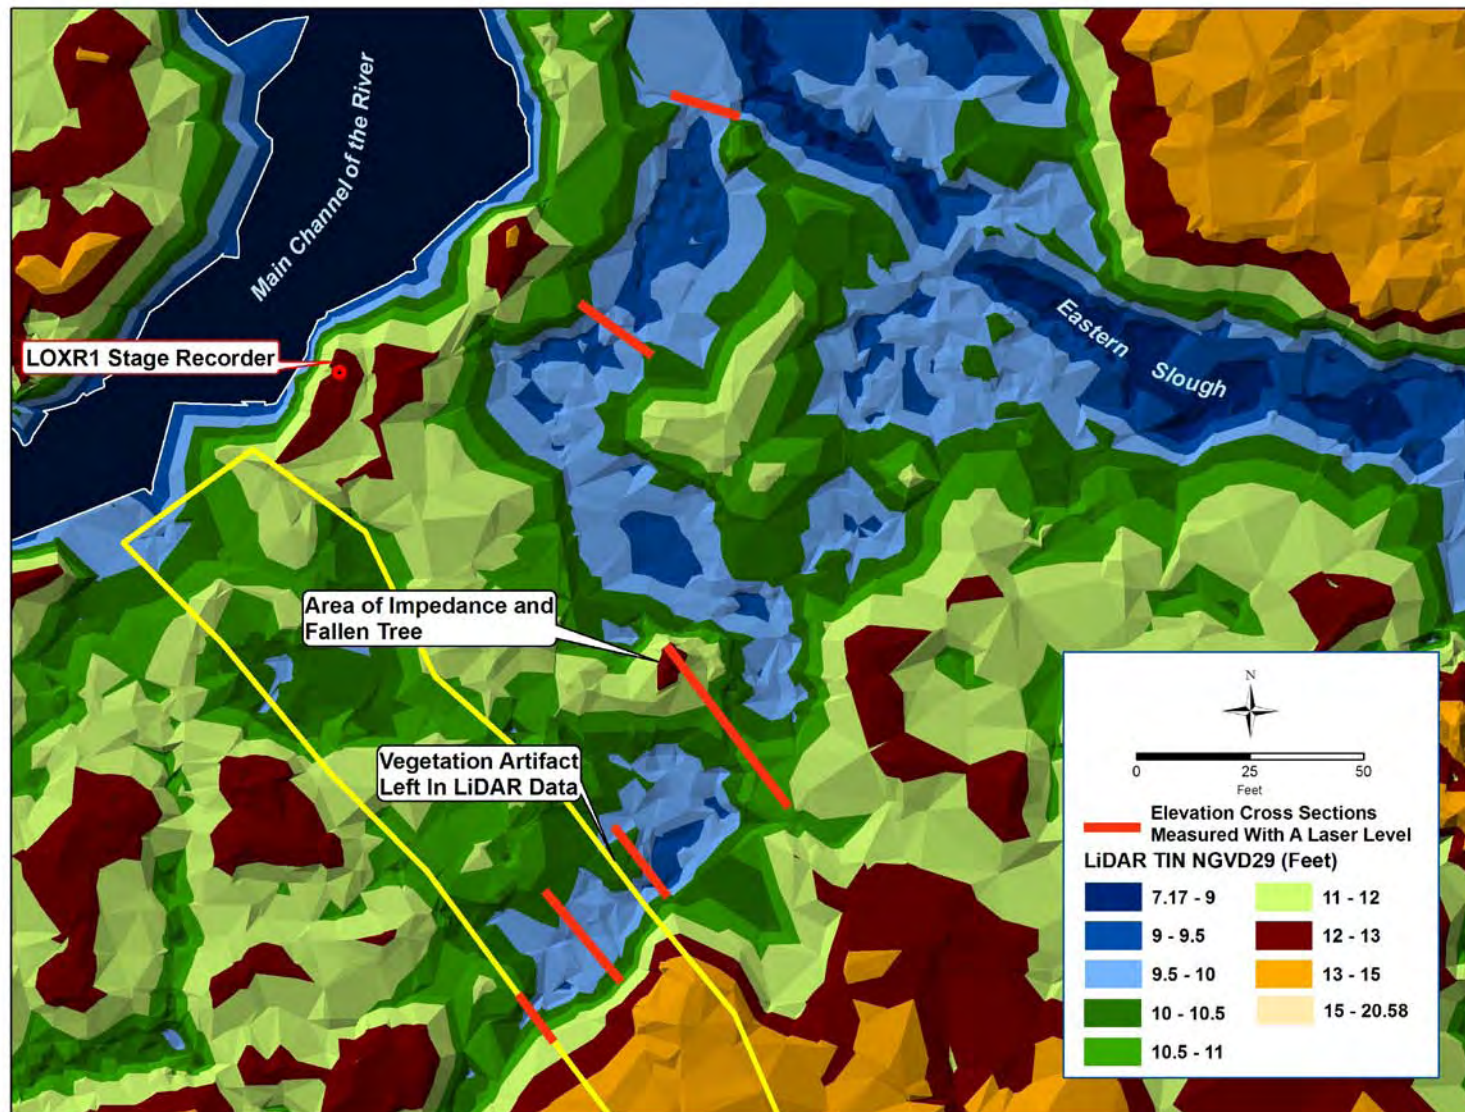 Main Channel of the River
LOXR1 Stage Recorder
Eastern Slough
Area of Impedance and
Fallen Tree
Vegetation Artifact
Left In LiDAR Data
N
0 25 50
Feet
Elevation Cross Sections
Measured With A Laser Level
LiDAR TIN NGVD29 (Feet)
7.17 - 9
9 - 9.5
9.5 - 10
10 - 10.5
10.5 - 11
11 - 12
12 - 13
13 - 15
15 - 20.58